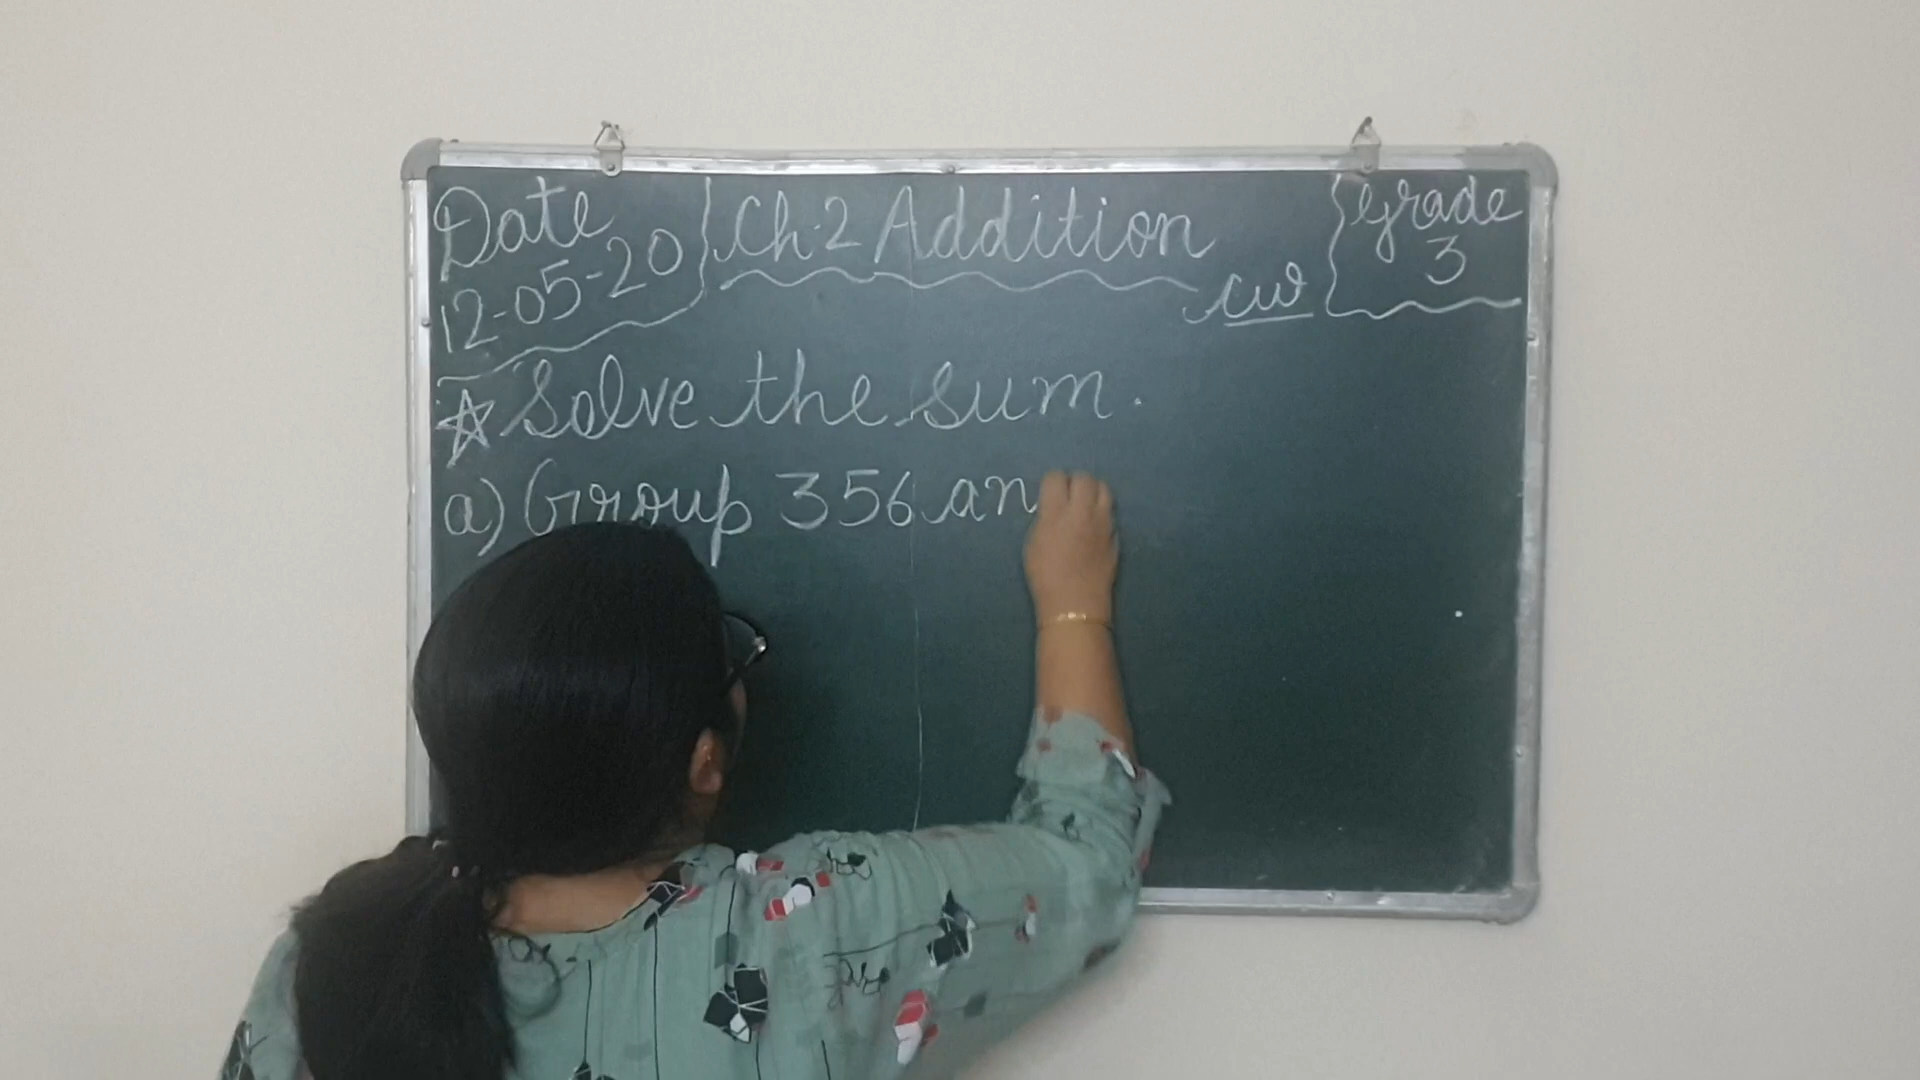 Date
12-05-20
Ch-2 Addition
cw
Grade
3
☆ Solve the sum.
a) Group 356 an